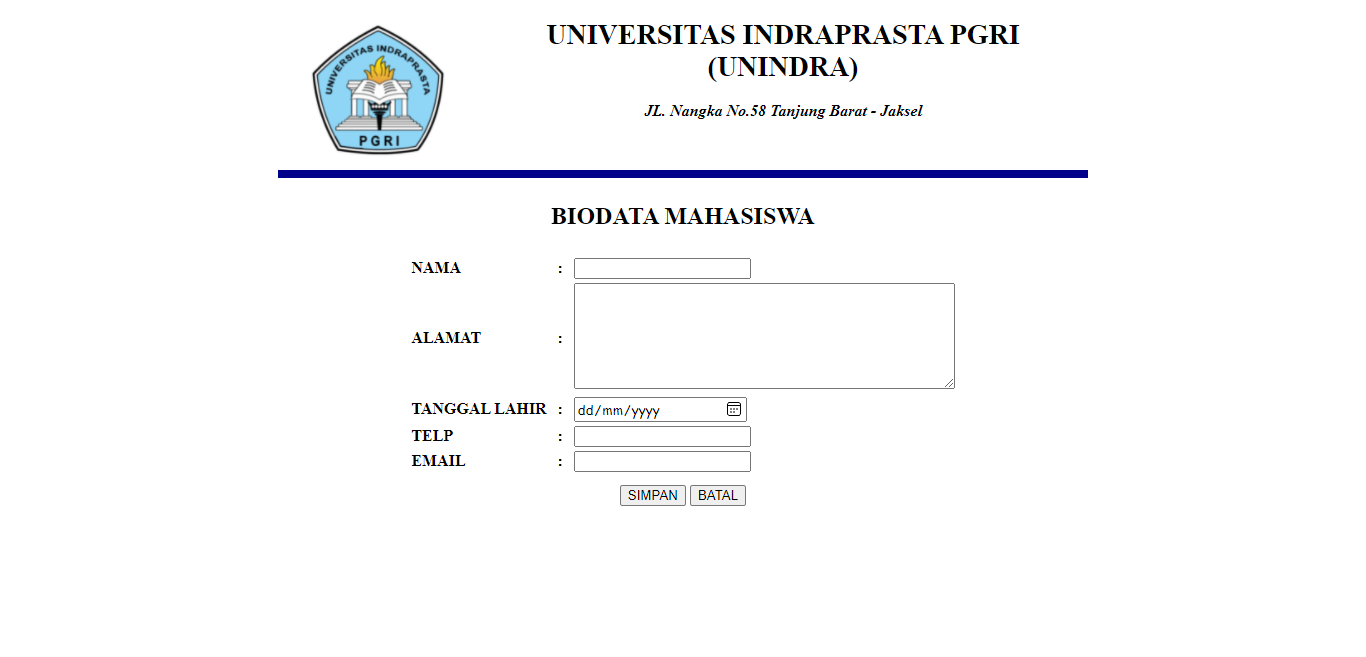 UNIVERSITAS INDRAPRASTA
PGRI
UNIVERSITAS INDRAPRASTA PGRI
(UNINDRA)
JL. Nangka No.58 Tanjung Barat - Jaksel
BIODATA MAHASISWA
NAMA :
ALAMAT :
TANGGAL LAHIR : dd/mm/yyyy
TELP :
EMAIL :
SIMPAN BATAL